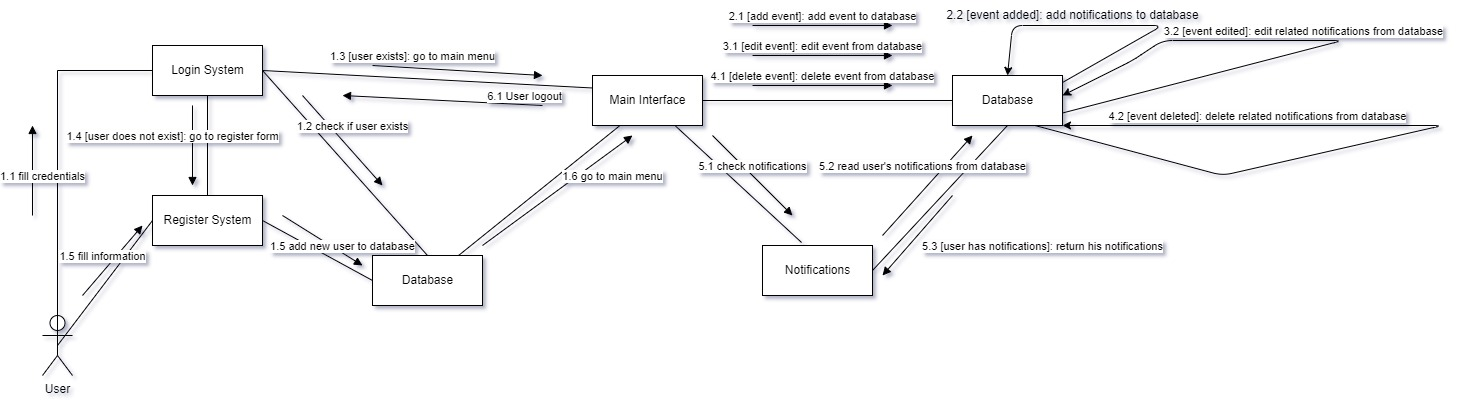 2.1 [add event]: add event to database
2.2 [event added]: add notifications to database
3.2 [event edited]: edit related notifications from database
3.1 [edit event]: edit event from database
1.3 [user exists]: go to main menu
Login System
4.1 [delete event]: delete event from database
6.1 User logout
Main Interface
Database
4.2 [event deleted]: delete related notifications from database
1.2 check if user exists
1.4 [user does not exist]: go to register form
5.1 check notifications
5.2 read user's notifications from database
1.1 fill credentials
1.6 go to main menu
Register System
1.5 add new user to database
5.3 [user has notifications]: return his notifications
1.5 fill information
Notifications
Database
User